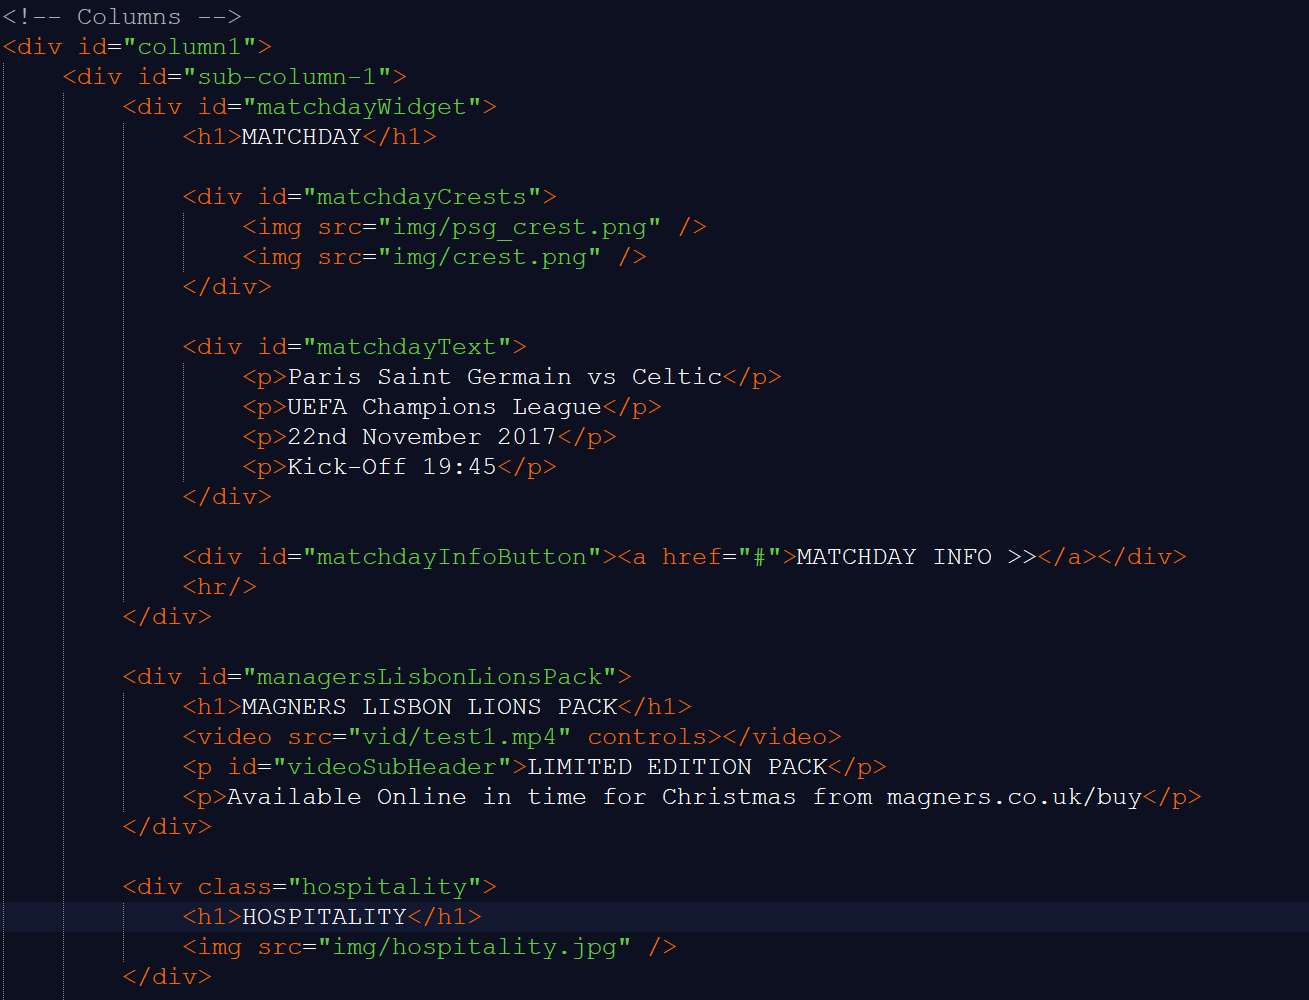 <!-- Columns -->
<div id="column1">
    <div id="sub-column-1">
        <div id="matchdayWidget">
            <h1>MATCHDAY</h1>

            <div id="matchdayCrests">
                <img src="img/psg_crest.png" />
                <img src="img/crest.png" />
            </div>

            <div id="matchdayText">
                <p>Paris Saint Germain vs Celtic</p>
                <p>UEFA Champions League</p>
                <p>22nd November 2017</p>
                <p>Kick-Off 19:45</p>
            </div>

            <div id="matchdayInfoButton"><a href="#">MATCHDAY INFO >></a></div>
            <hr/>
        </div>

        <div id="managersLisbonLionsPack">
            <h1>MAGNERS LISBON LIONS PACK</h1>
            <video src="vid/test1.mp4" controls></video>
            <p id="videoSubHeader">LIMITED EDITION PACK</p>
            <p>Available Online in time for Christmas from magners.co.uk/buy</p>
        </div>

        <div class="hospitality">
            <h1>HOSPITALITY</h1>
            <img src="img/hospitality.jpg" />
        </div>